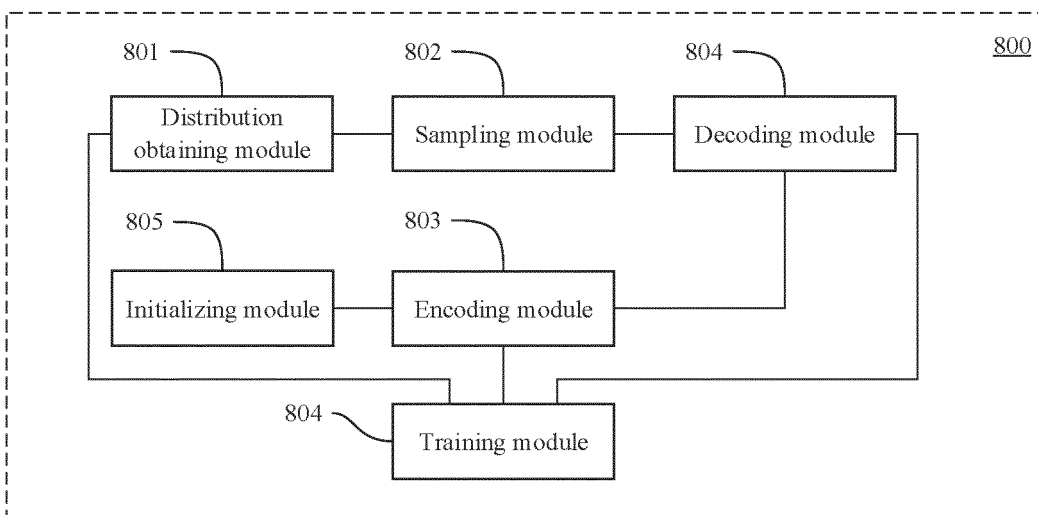 800
801
802
804
Distribution
obtaining module
Sampling module
Decoding module
805
803
Initializing module
Encoding module
804
Training module